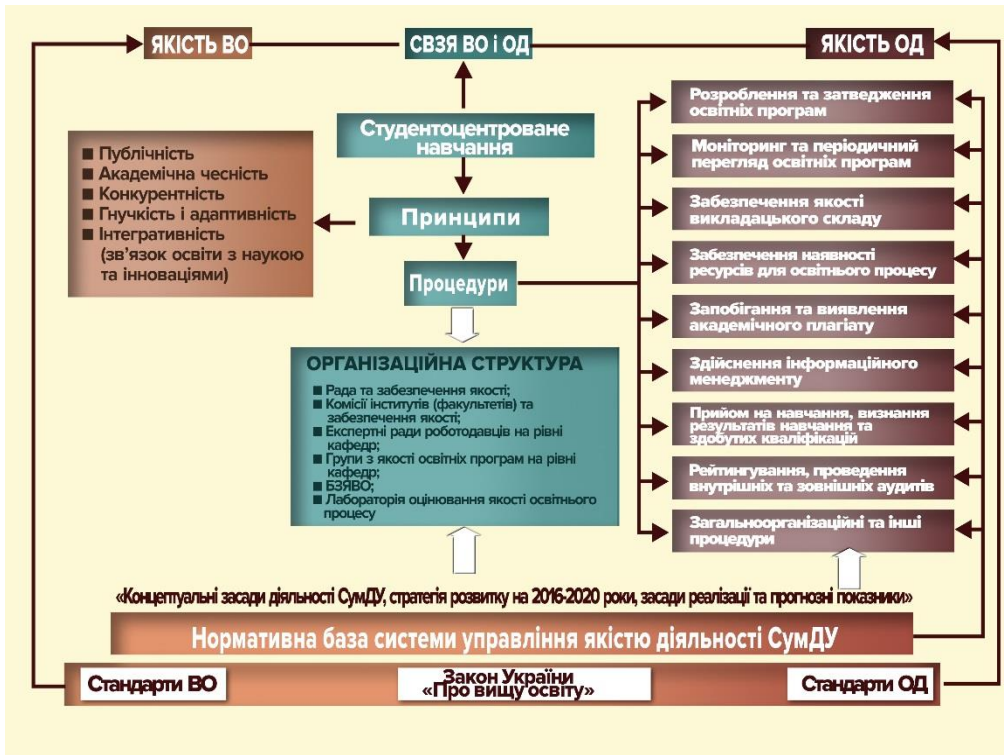 ЯКІСТЬ ВО
СВЗЯ ВО і ОД
ЯКІСТЬ ОД
Студентоцентроване
навчання
Принципи
Процедури
■ Публічність
■ Академічна чесність
■ Конкурентність
■ Гнучкість і адаптивність
■ Інтегративність
(зв'язок освіти з наукою
та інноваціями)
ОРГАНІЗАЦІЙНА СТРУКТУРА
■ Рада та забезпечення якості;
■ Комісії інститутів (факультетів) та
забезпечення якості;
■ Експертні ради роботодавців на рівні
кафедр;
■ Групи з якості освітніх програм на рівні
кафедр;
■ БЗЯВО;
■ Лабораторія оцінювання якості освітнього
процесу
Розроблення та затведження
освітніх програм
Моніторинг та періодичний
перегляд освітніх програм
Забезпечення якості
викладацького складу
Забезпечення наявності
ресурсів для освітнього процесу
Запобігання та виявлення
академічного плагіату
Здійснення інформаційного
менеджменту
Прийом на навчання, визнання
результатів навчання та
здобутих кваліфікацій
Рейтингування, проведення
внутрішніх та зовнішніх аудитів
Загальноорганізаційні та інші
процедури
«Концептуальні засади діяльності СумДУ, стратегія розвитку на 2016-2020 роки, засади реалізації та прогнозні показники»
Нормативна база системи управління якістю діяльності СумДУ
Стандарти ВО
Закон України
«Про вищу освіту»
Стандарти ОД